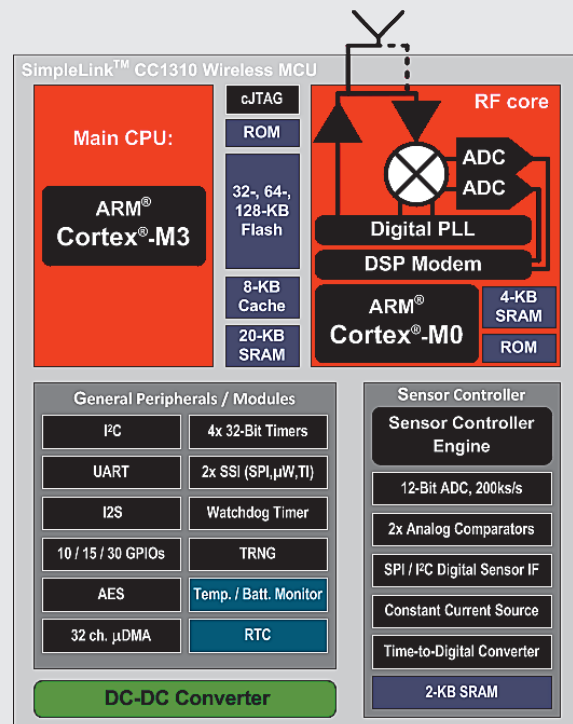 SimpleLink™ CC1310 Wireless MCU
Main CPU:
ARM®
Cortex®-M3
cJTAG
ROM
32-, 64-,
128-KB
Flash
8-KB
Cache
20-KB
SRAM
RF core
ADC
ADC
Digital PLL
DSP Modem
ARM®
Cortex®-M0
4-KB
SRAM
ROM
General Peripherals / Modules
I²C
4x 32-Bit Timers
UART
2x SSI (SPI,µW,TI)
I2S
Watchdog Timer
10 / 15 / 30 GPIOs
TRNG
AES
Temp. / Batt. Monitor
32 ch. µDMA
RTC
DC-DC Converter
Sensor Controller
Sensor Controller
Engine
12-Bit ADC, 200ks/s
2x Analog Comparators
SPI / I²C Digital Sensor IF
Constant Current Source
Time-to-Digital Converter
2-KB SRAM